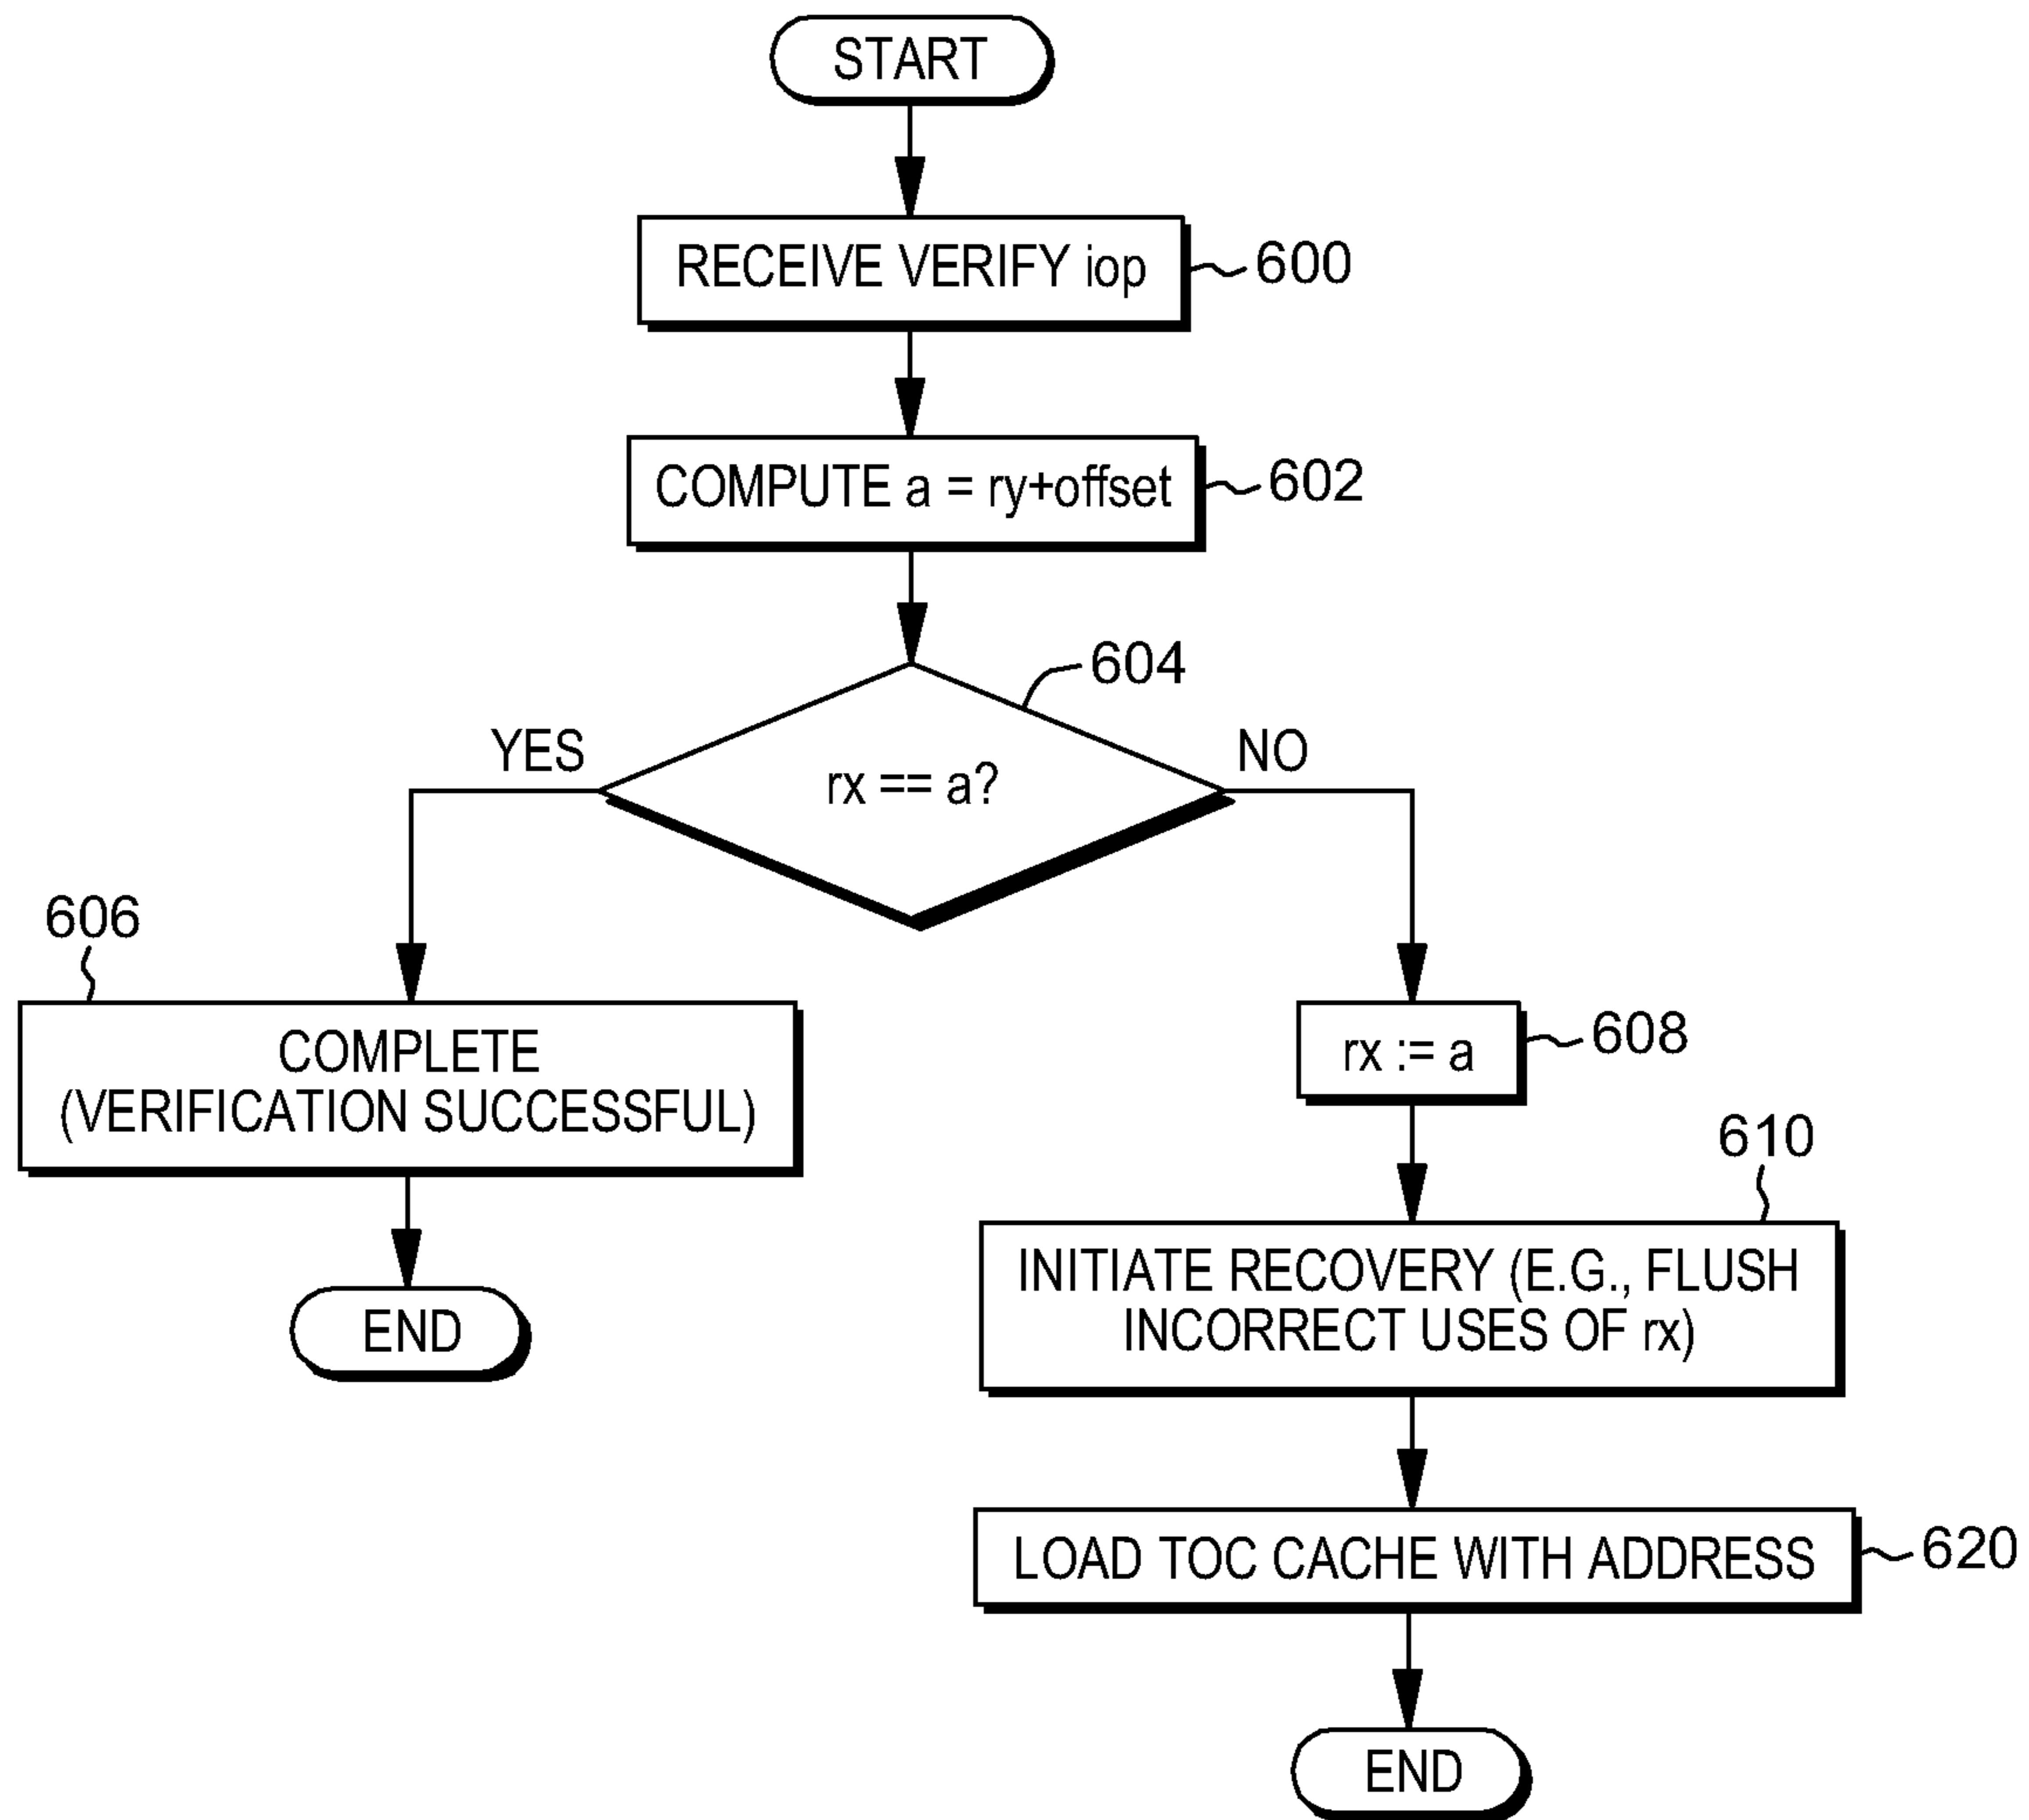 START
RECEIVE VERIFY iop
600
COMPUTE a = ry+offset
602
604
YES
rx == a?
NO
606
COMPLETE
(VERIFICATION SUCCESSFUL)
END
rx := a
608
610
INITIATE RECOVERY (E.G., FLUSH
INCORRECT USES OF rx)
LOAD TOC CACHE WITH ADDRESS
620
END